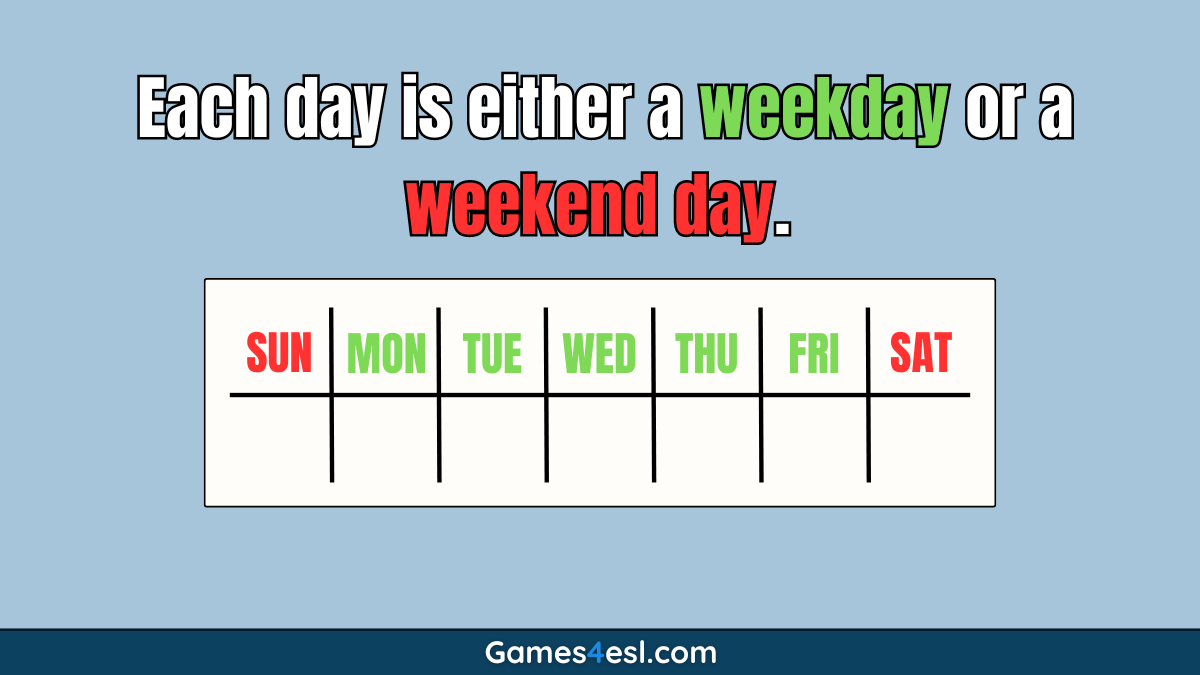 Each day is either a weekday or a
weekend day.
SUN MON TUE WED THU FRI SAT
Games4esl.com